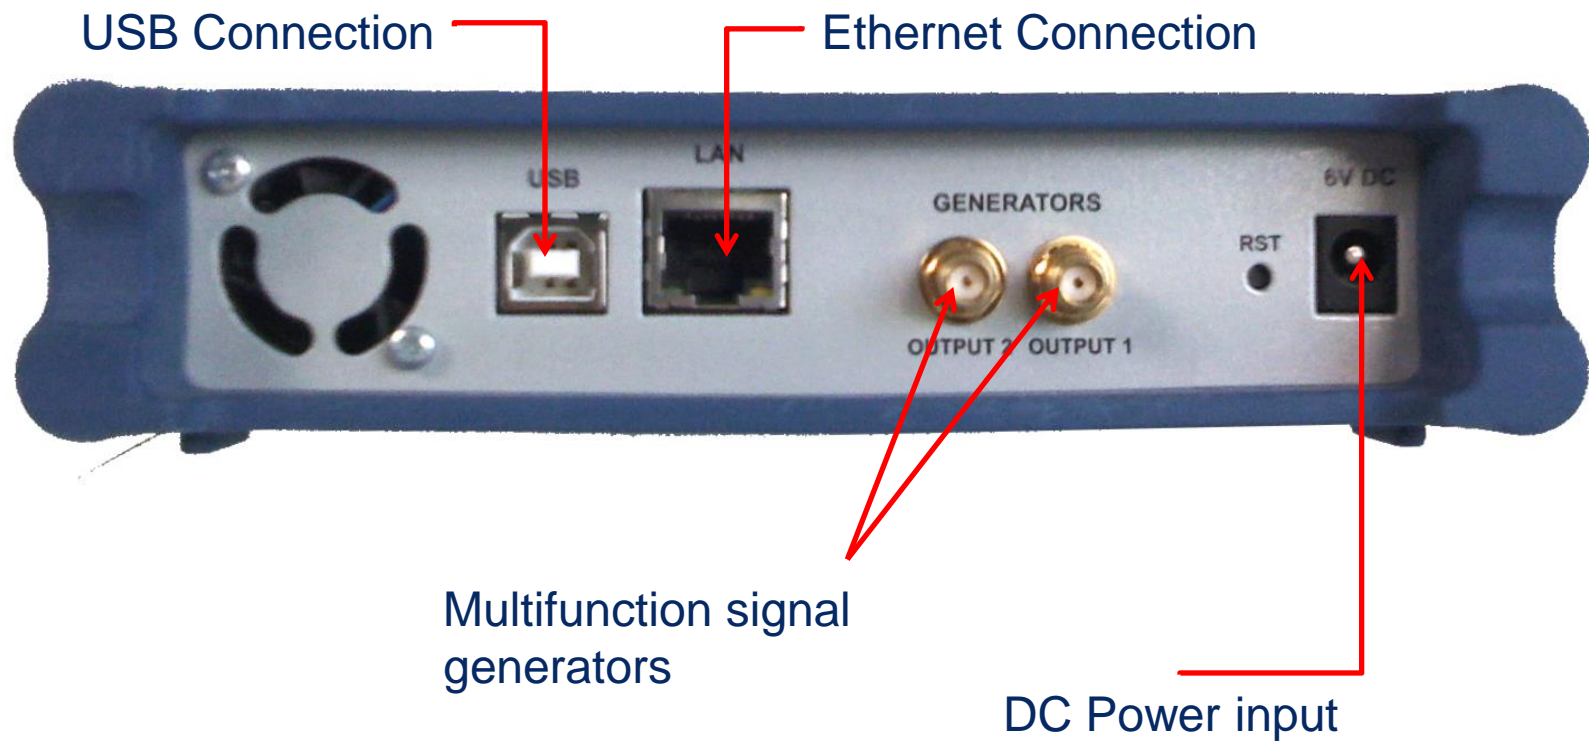 USB Connection
Ethernet Connection
LAN
USB
GENERATORS
6V DC
RST
OUTPUT 2
OUTPUT 1
Multifunction signal
generators
DC Power input